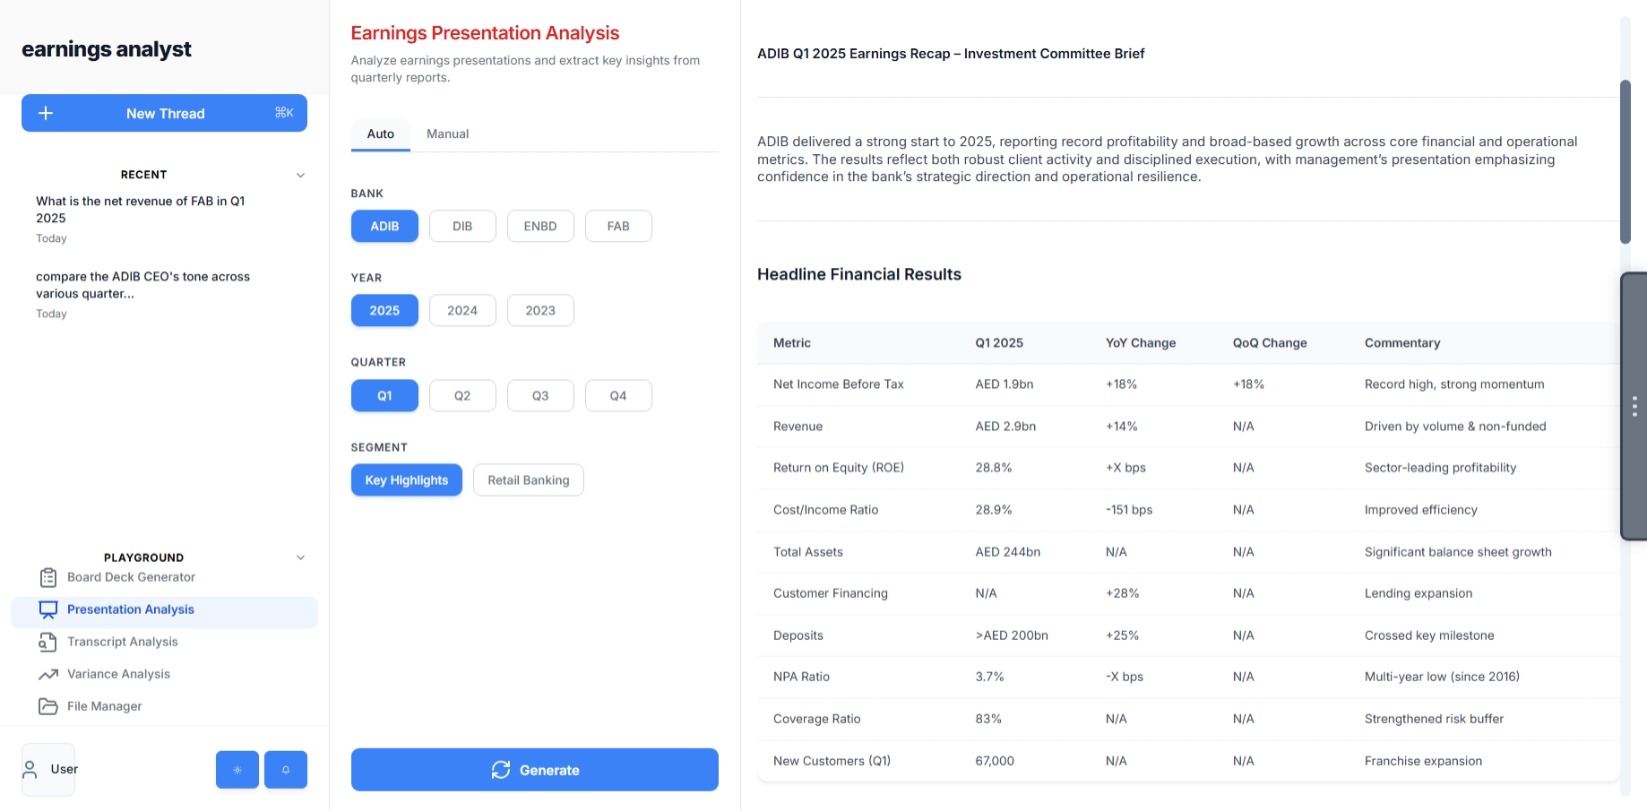 earnings analyst
New Thread ⌘K
RECENT
What is the net revenue of FAB in Q1
2025
Today
compare the ADIB CEO's tone across
various quarter...
Today
PLAYGROUND
Board Deck Generator
Presentation Analysis
Transcript Analysis
Variance Analysis
File Manager
User
Earnings Presentation Analysis
Analyze earnings presentations and extract key insights from
quarterly reports.
Auto Manual
BANK
ADIB DIB ENBD FAB
YEAR
2025 2024 2023
QUARTER
Q1 Q2 Q3 Q4
SEGMENT
Key Highlights Retail Banking
Generate
ADIB Q1 2025 Earnings Recap – Investment Committee Brief
ADIB delivered a strong start to 2025, reporting record profitability and broad-based growth across core financial and operational
metrics. The results reflect both robust client activity and disciplined execution, with management’s presentation emphasizing
confidence in the bank’s strategic direction and operational resilience.
Headline Financial Results
Metric Q1 2025 YoY Change QoQ Change Commentary
Net Income Before Tax AED 1.9bn +18% +18% Record high, strong momentum
Revenue AED 2.9bn +14% N/A Driven by volume & non-funded
Return on Equity (ROE) 28.8% +X bps N/A Sector-leading profitability
Cost/Income Ratio 28.9% -151 bps N/A Improved efficiency
Total Assets AED 244bn N/A N/A Significant balance sheet growth
Customer Financing N/A +28% N/A Lending expansion
Deposits >AED 200bn +25% N/A Crossed key milestone
NPA Ratio 3.7% -X bps N/A Multi-year low (since 2016)
Coverage Ratio 83% N/A N/A Strengthened risk buffer
New Customers (Q1) 67,000 N/A N/A Franchise expansion